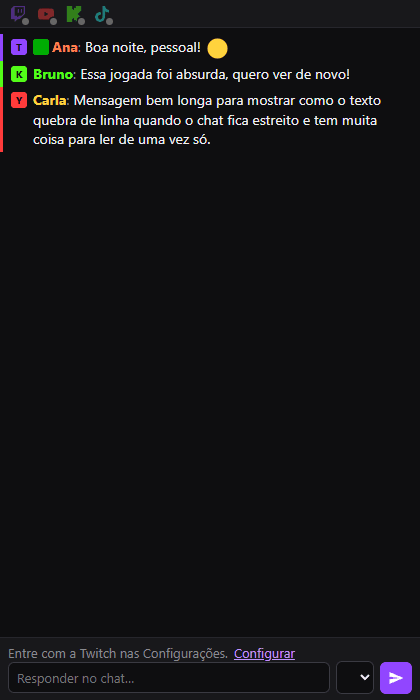 T Ana: Boa noite, pessoal!
K Bruno: Essa jogada foi absurda, quero ver de novo!
Y Carla: Mensagem bem longa para mostrar como o texto
quebra de linha quando o chat fica estreito e tem muita
coisa para ler de uma vez só.
Entre com a Twitch nas Configurações. Configurar
Responder no chat...